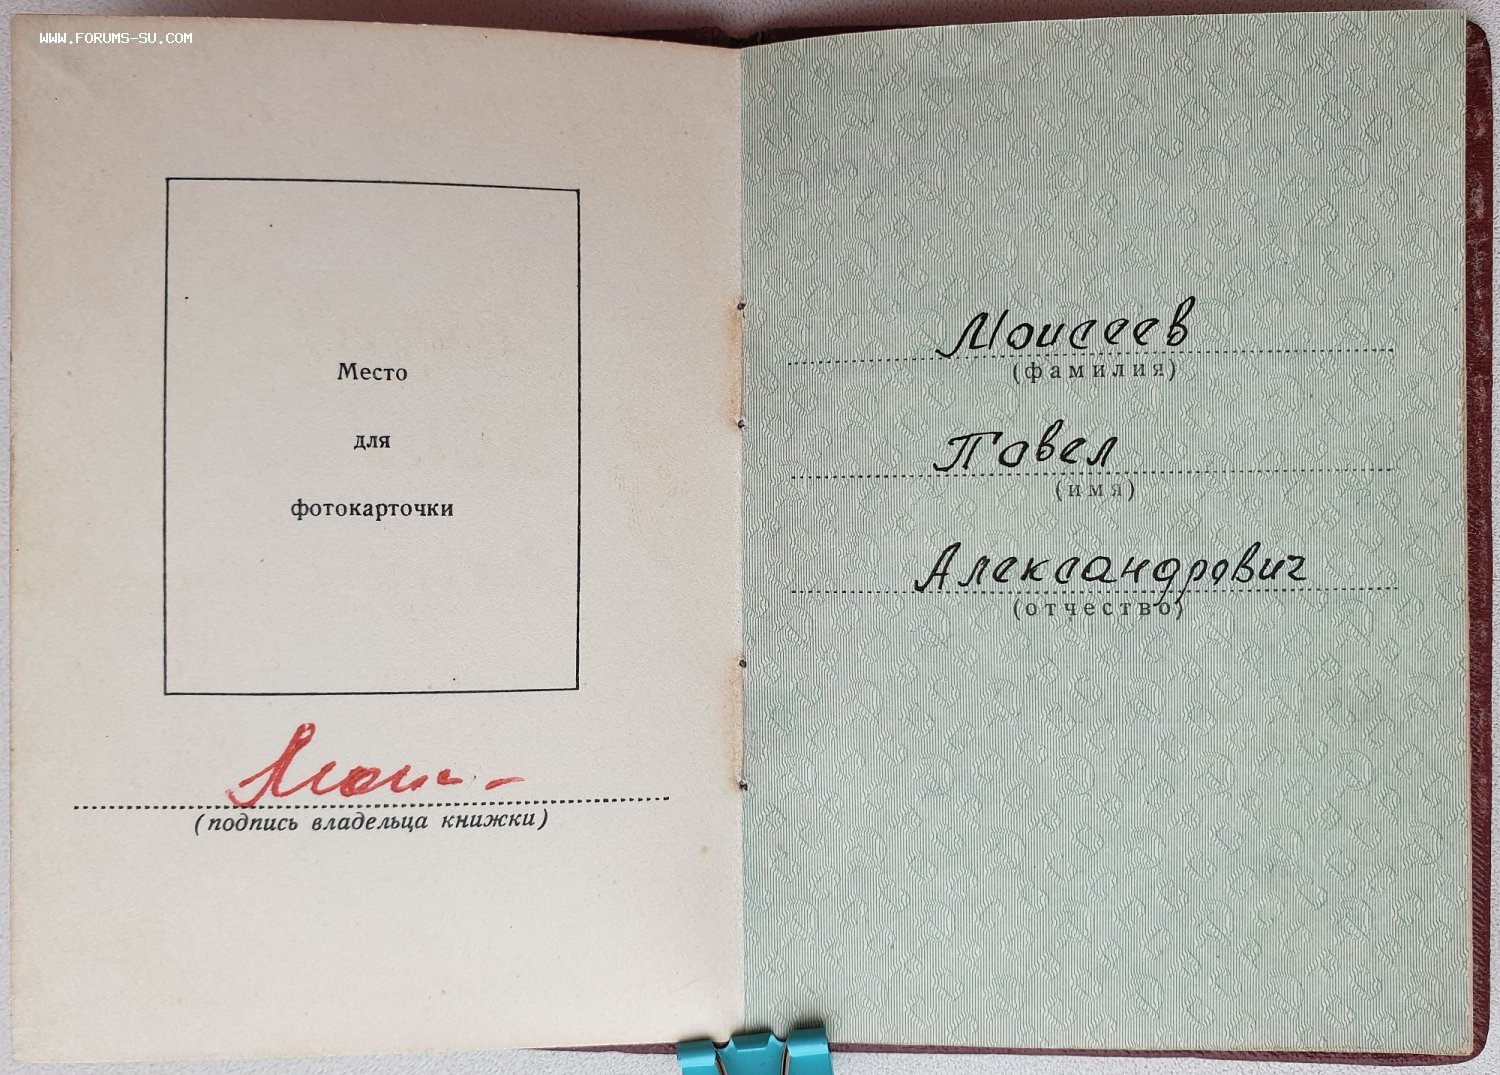 WWW.FORUMS-SU.COM
Место
для
фотокарточки
(подпись владельца книжки)
Моисеев
(фамилия)
Павел
(имя)
Александрович
(отчество)